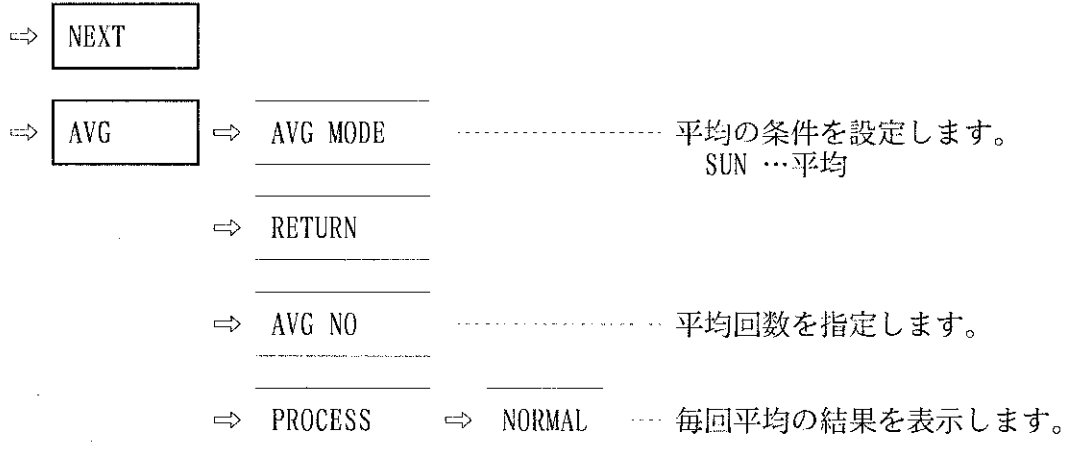 ⇨ NEXT
⇨ AVG ⇨ AVG MODE ………… 平均の条件を設定します。
SUN …平均
⇨ RETURN
⇨ AVG NO ………… 平均回数を指定します。
⇨ PROCESS ⇨ NORMAL …… 毎回平均の結果を表示します。